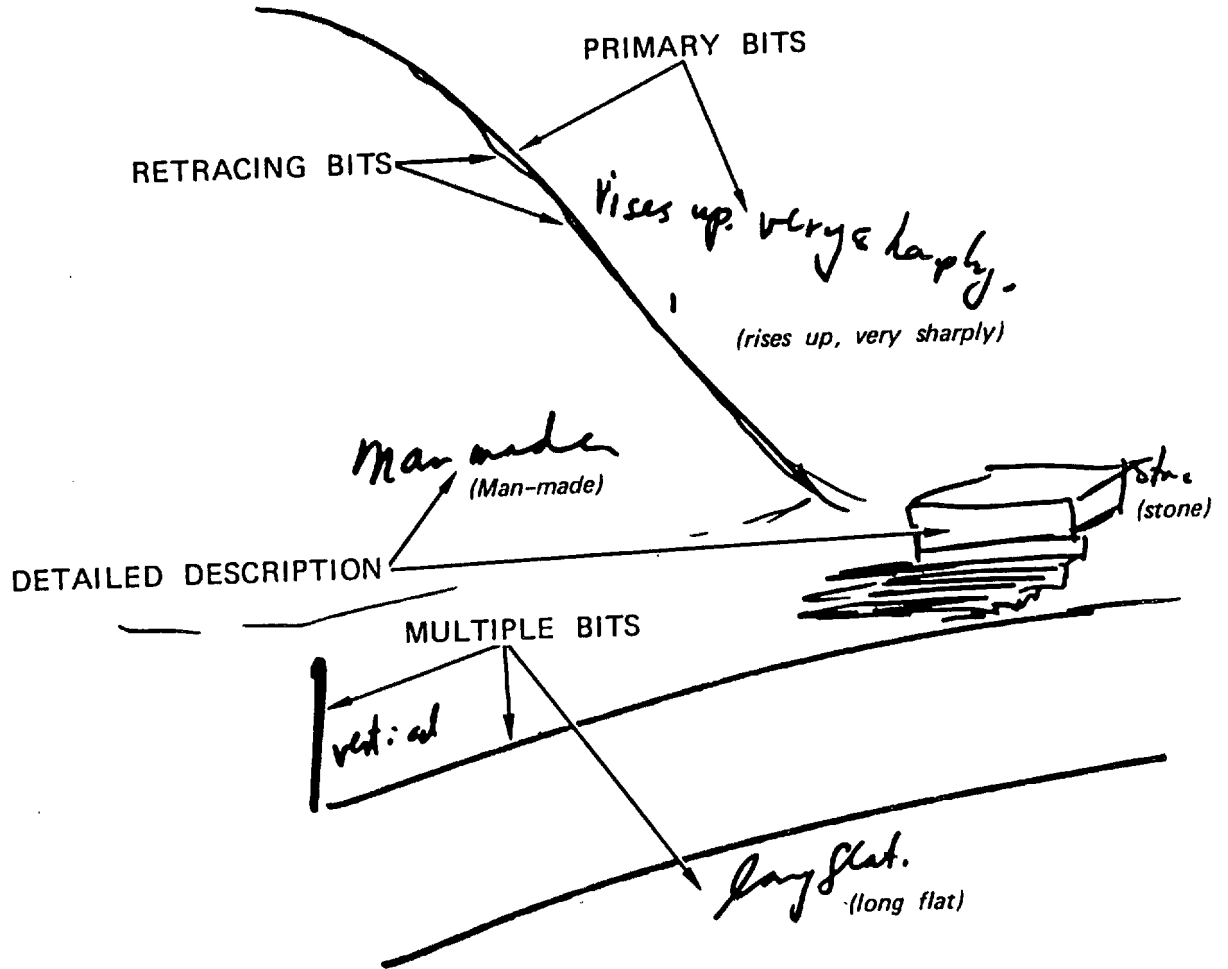 PRIMARY BITS
RETRACING BITS
rises up. very sharply.
(rises up, very sharply)
Man made
(Man-made)
stone
(stone)
DETAILED DESCRIPTION
MULTIPLE BITS
vertical
long flat.
(long flat)